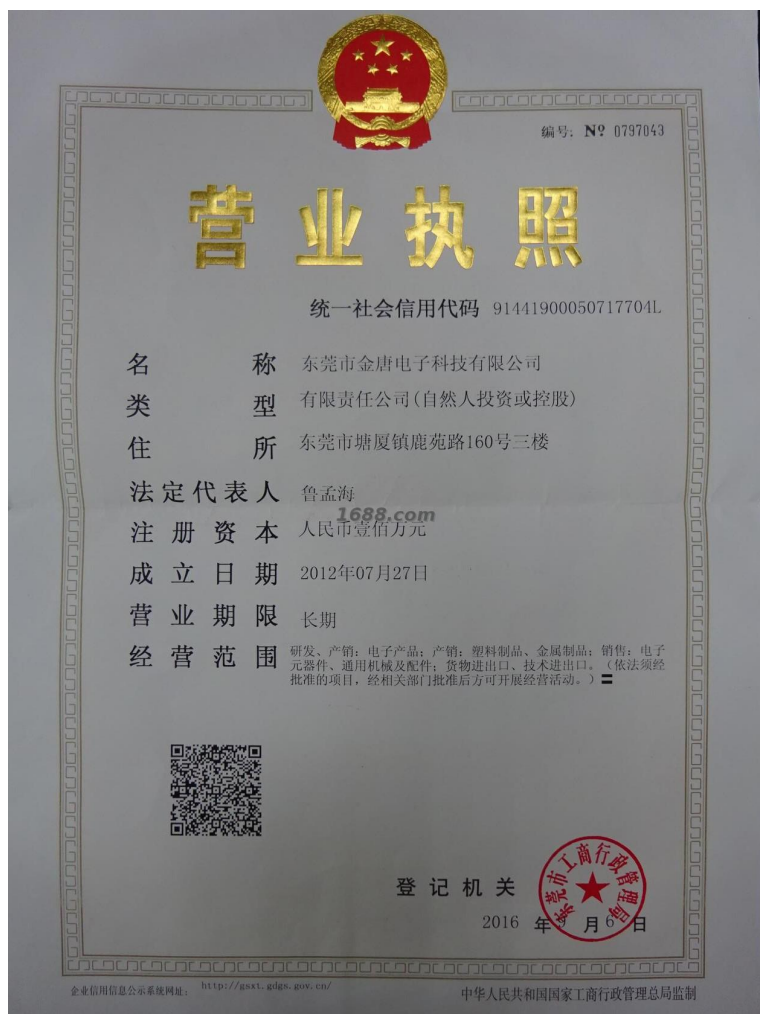 编号: Nº 0797043
营业执照
统一社会信用代码 91441900050717704L
名称 东莞市金唐电子科技有限公司
类型 有限责任公司(自然人投资或控股)
住所 东莞市塘厦镇鹿苑路160号三楼
法定代表人 鲁孟海
1688.com
注册资本 人民币壹佰万元
成立日期 2012年07月27日
营业期限 长期
经营范围 研发、产销: 电子产品; 产销: 塑料制品、金属制品; 销售: 电子
元器件、通用机械及配件; 货物进出口、技术进出口。(依法须经
批准的项目, 经相关部门批准后方可开展经营活动。)〓
东莞市工商行政管理局
登记机关
2016 年 月 6 日
企业信用信息公示系统网址: http://gsxt.gdgs.gov.cn/
中华人民共和国国家工商行政管理总局监制